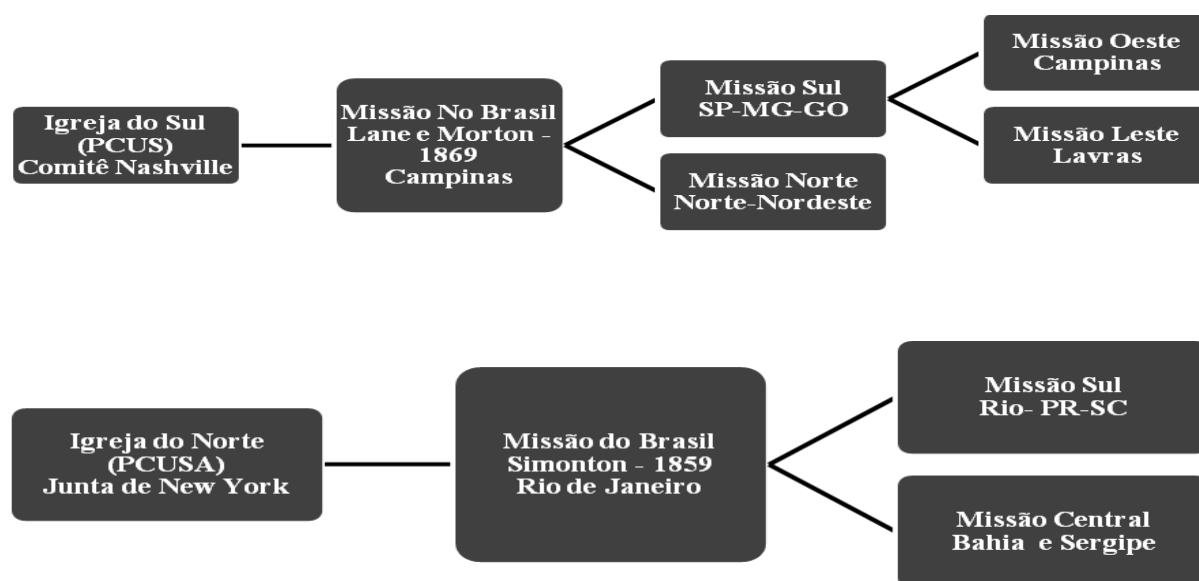 Igreja do Sul
(PCUS)
Comitê Nashville
Missão No Brasil
Lane e Morton -
1869
Campinas
Missão Sul
SP-MG-GO
Missão Norte
Norte-Nordeste
Missão Oeste
Campinas
Missão Leste
Lavras
Igreja do Norte
(PCUSA)
Junta de New York
Missão do Brasil
Simonton - 1859
Rio de Janeiro
Missão Sul
Rio- PR-SC
Missão Central
Bahia e Sergipe